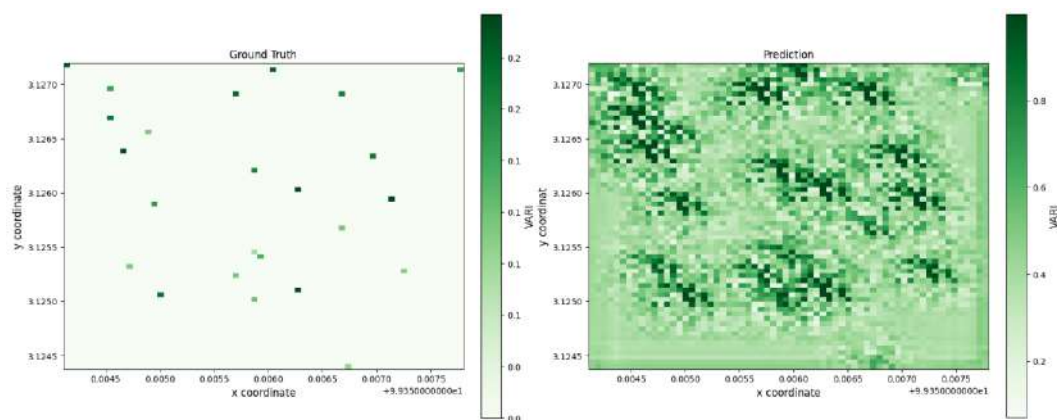 Ground Truth
3.1270
3.1265
3.1260
3.1255
3.1250
3.1245
y coordinate
0.0045 0.0050 0.0055 0.0060 0.0065 0.0070 0.0075
+9.9350000000e1
x coordinate
0.2
0.2
0.1
0.1
0.1
0.0
0.0
VARI
Prediction
3.1270
3.1265
3.1260
3.1255
3.1250
3.1245
y coordinat
0.0045 0.0050 0.0055 0.0060 0.0065 0.0070 0.0075
+9.9350000000e1
x coordinate
0.8
0.6
0.4
0.2
VARI